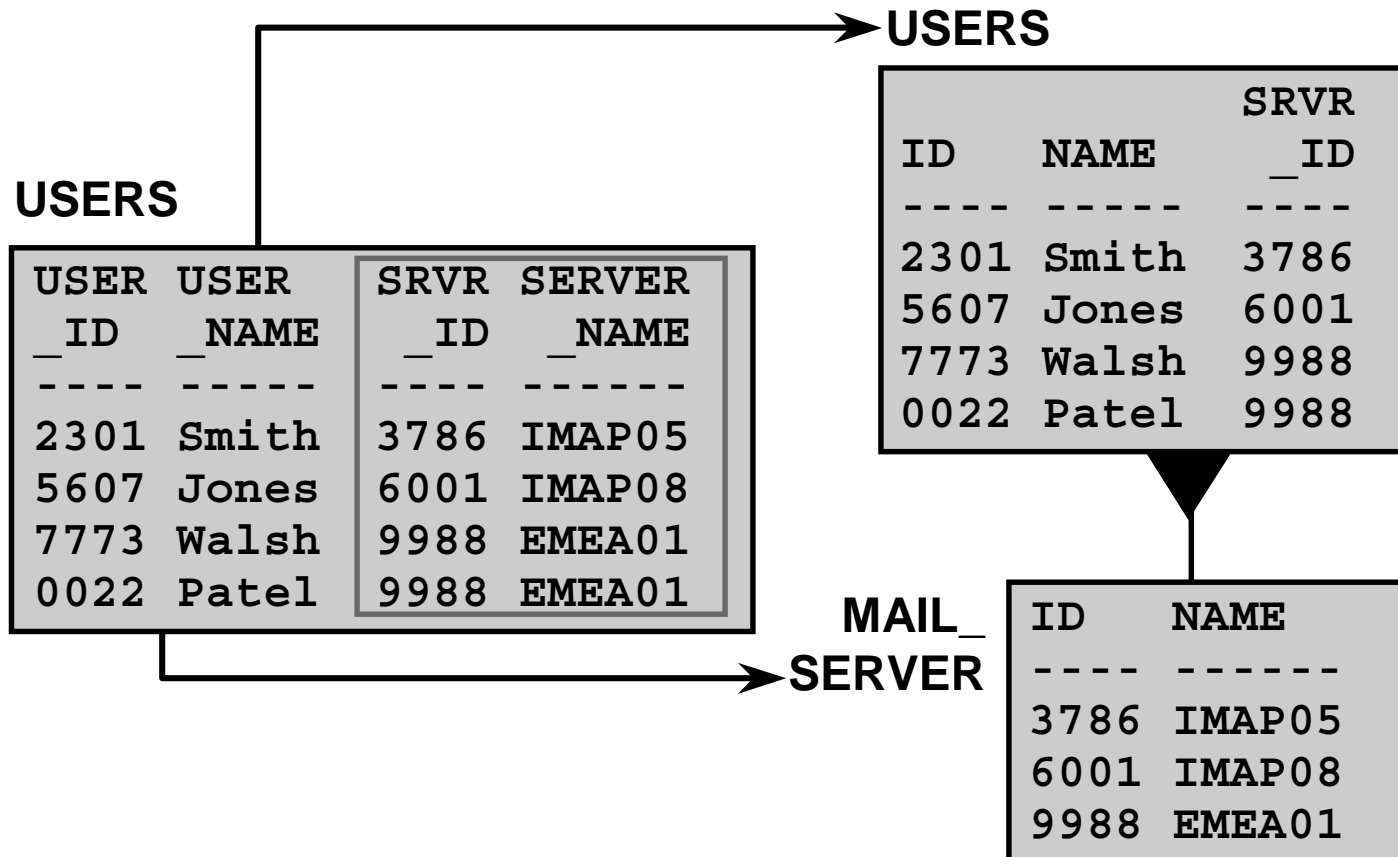 USERS
USER USER SRVR SERVER
_ID _NAME _ID _NAME
---- ----- ---- ------
2301 Smith 3786 IMAP05
5607 Jones 6001 IMAP08
7773 Walsh 9988 EMEA01
0022 Patel 9988 EMEA01
USERS
SRVR
ID NAME _ID
---- ----- ----
2301 Smith 3786
5607 Jones 6001
7773 Walsh 9988
0022 Patel 9988
MAIL_
SERVER
ID NAME
---- ------
3786 IMAP05
6001 IMAP08
9988 EMEA01